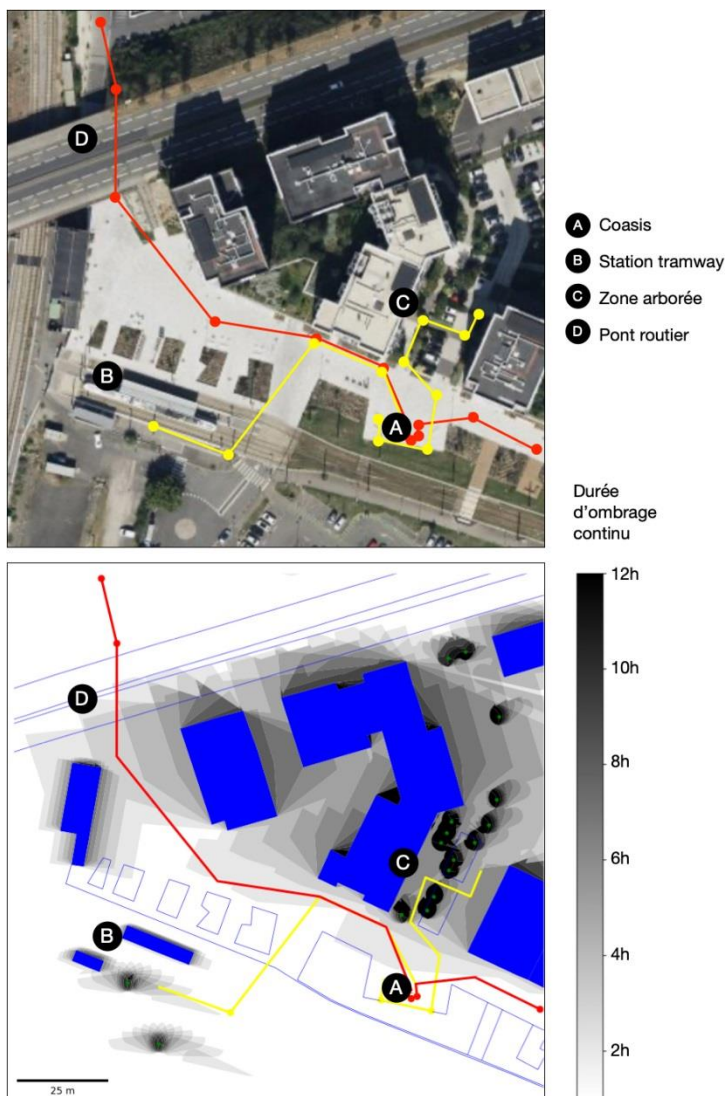 D
C
B
A
A Coasis
B Station tramway
C Zone arborée
D Pont routier
Durée
d'ombrage
continu
12h
10h
8h
6h
4h
2h
D
C
B
A
25 m